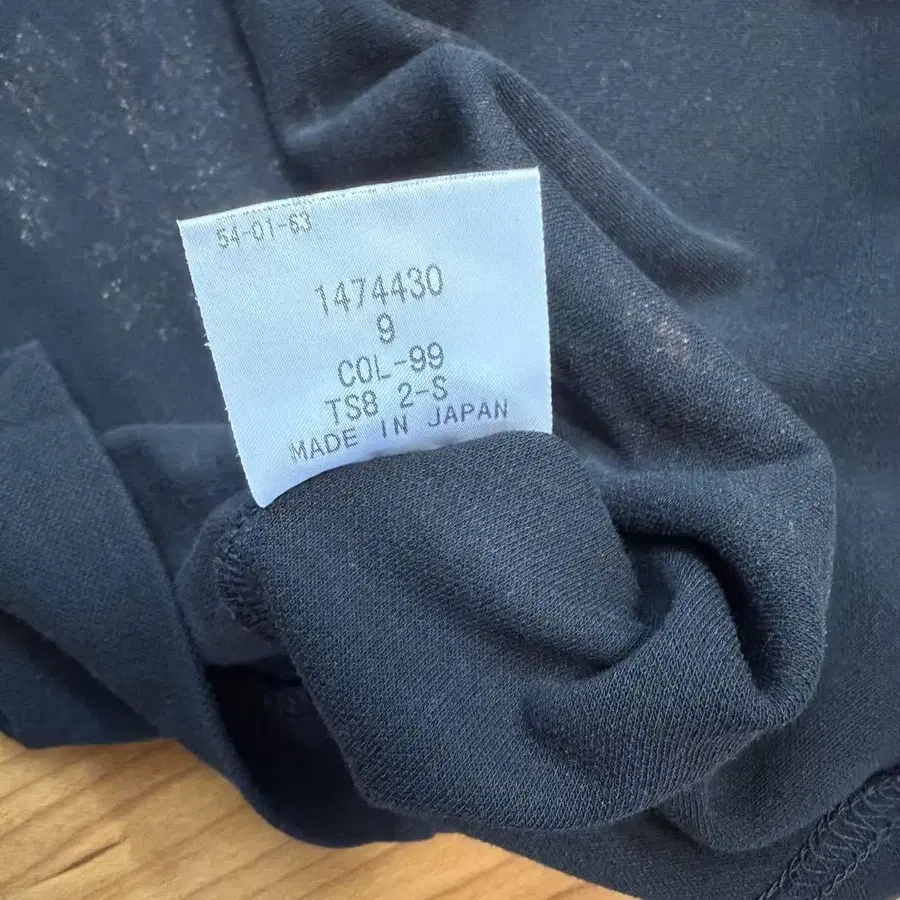 54-01-63
1474430
9
COL-99
TS8 2-S
MADE IN JAPAN